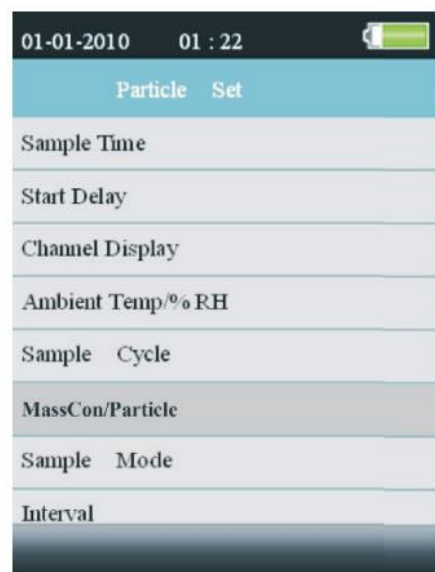 01-01-2010 01 : 22
Particle Set
Sample Time
Start Delay
Channel Display
Ambient Temp/% RH
Sample Cycle
MassCon/Particle
Sample Mode
Interval